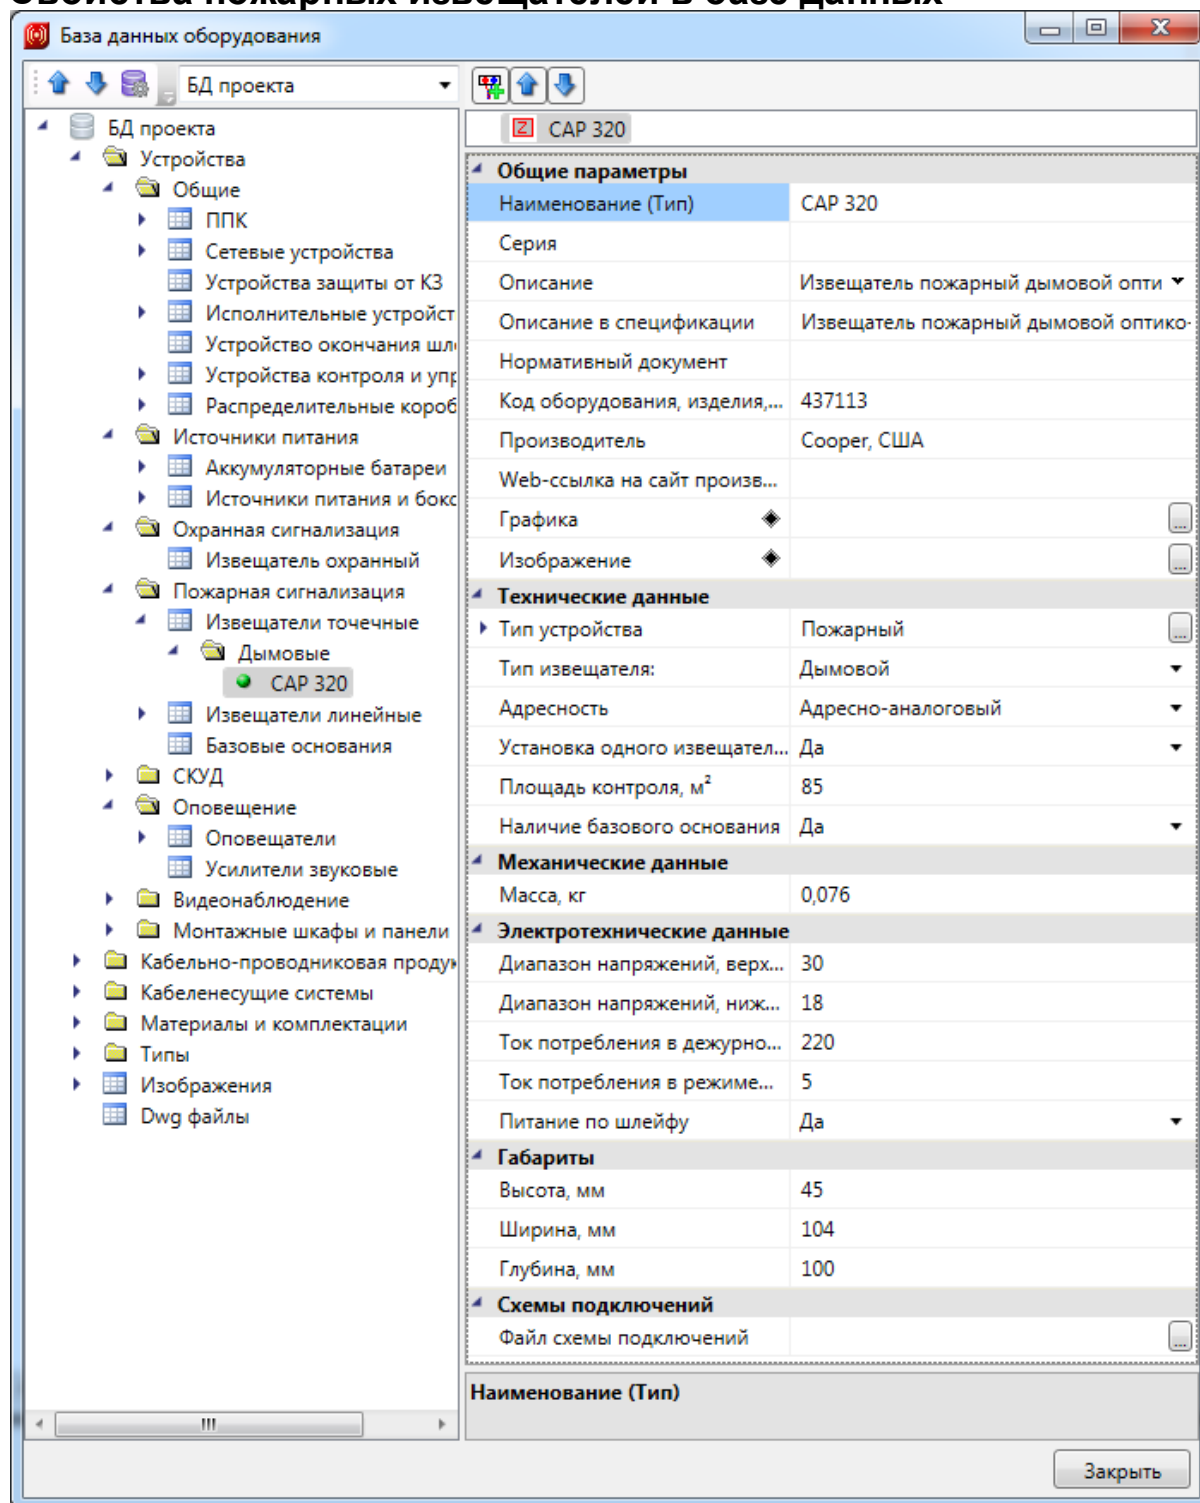 Свойства пожарных извещателей в базе данных
База данных оборудования
БД проекта
БД проекта
Устройства
Общие
ППК
Сетевые устройства
Устройства защиты от КЗ
Исполнительные устройст
Устройство окончания шл
Устройства контроля и упр
Распределительные короб
Источники питания
Аккумуляторные батареи
Источники питания и бокс
Охранная сигнализация
Извещатель охранный
Пожарная сигнализация
Извещатели точечные
Дымовые
CAP 320
Извещатели линейные
Базовые основания
СКУД
Оповещение
Оповещатели
Усилители звуковые
Видеонаблюдение
Монтажные шкафы и панели
Кабельно-проводниковая продук
Кабеленесущие системы
Материалы и комплектации
Типы
Изображения
Dwg файлы
CAP 320
Общие параметры
Наименование (Тип) CAP 320
Серия
Описание Извещатель пожарный дымовой опти
Описание в спецификации Извещатель пожарный дымовой оптико-
Нормативный документ
Код оборудования, изделия,... 437113
Производитель Cooper, США
Web-ссылка на сайт произв...
Графика ...
Изображение ...
Технические данные
Тип устройства Пожарный ...
Тип извещателя: Дымовой
Адресность Адресно-аналоговый
Установка одного извещател... Да
Площадь контроля, м² 85
Наличие базового основания Да
Механические данные
Масса, кг 0,076
Электротехнические данные
Диапазон напряжений, верх... 30
Диапазон напряжений, ниж... 18
Ток потребления в дежурно... 220
Ток потребления в режиме... 5
Питание по шлейфу Да
Габариты
Высота, мм 45
Ширина, мм 104
Глубина, мм 100
Схемы подключений
Файл схемы подключений ...
Наименование (Тип)
Закрыть